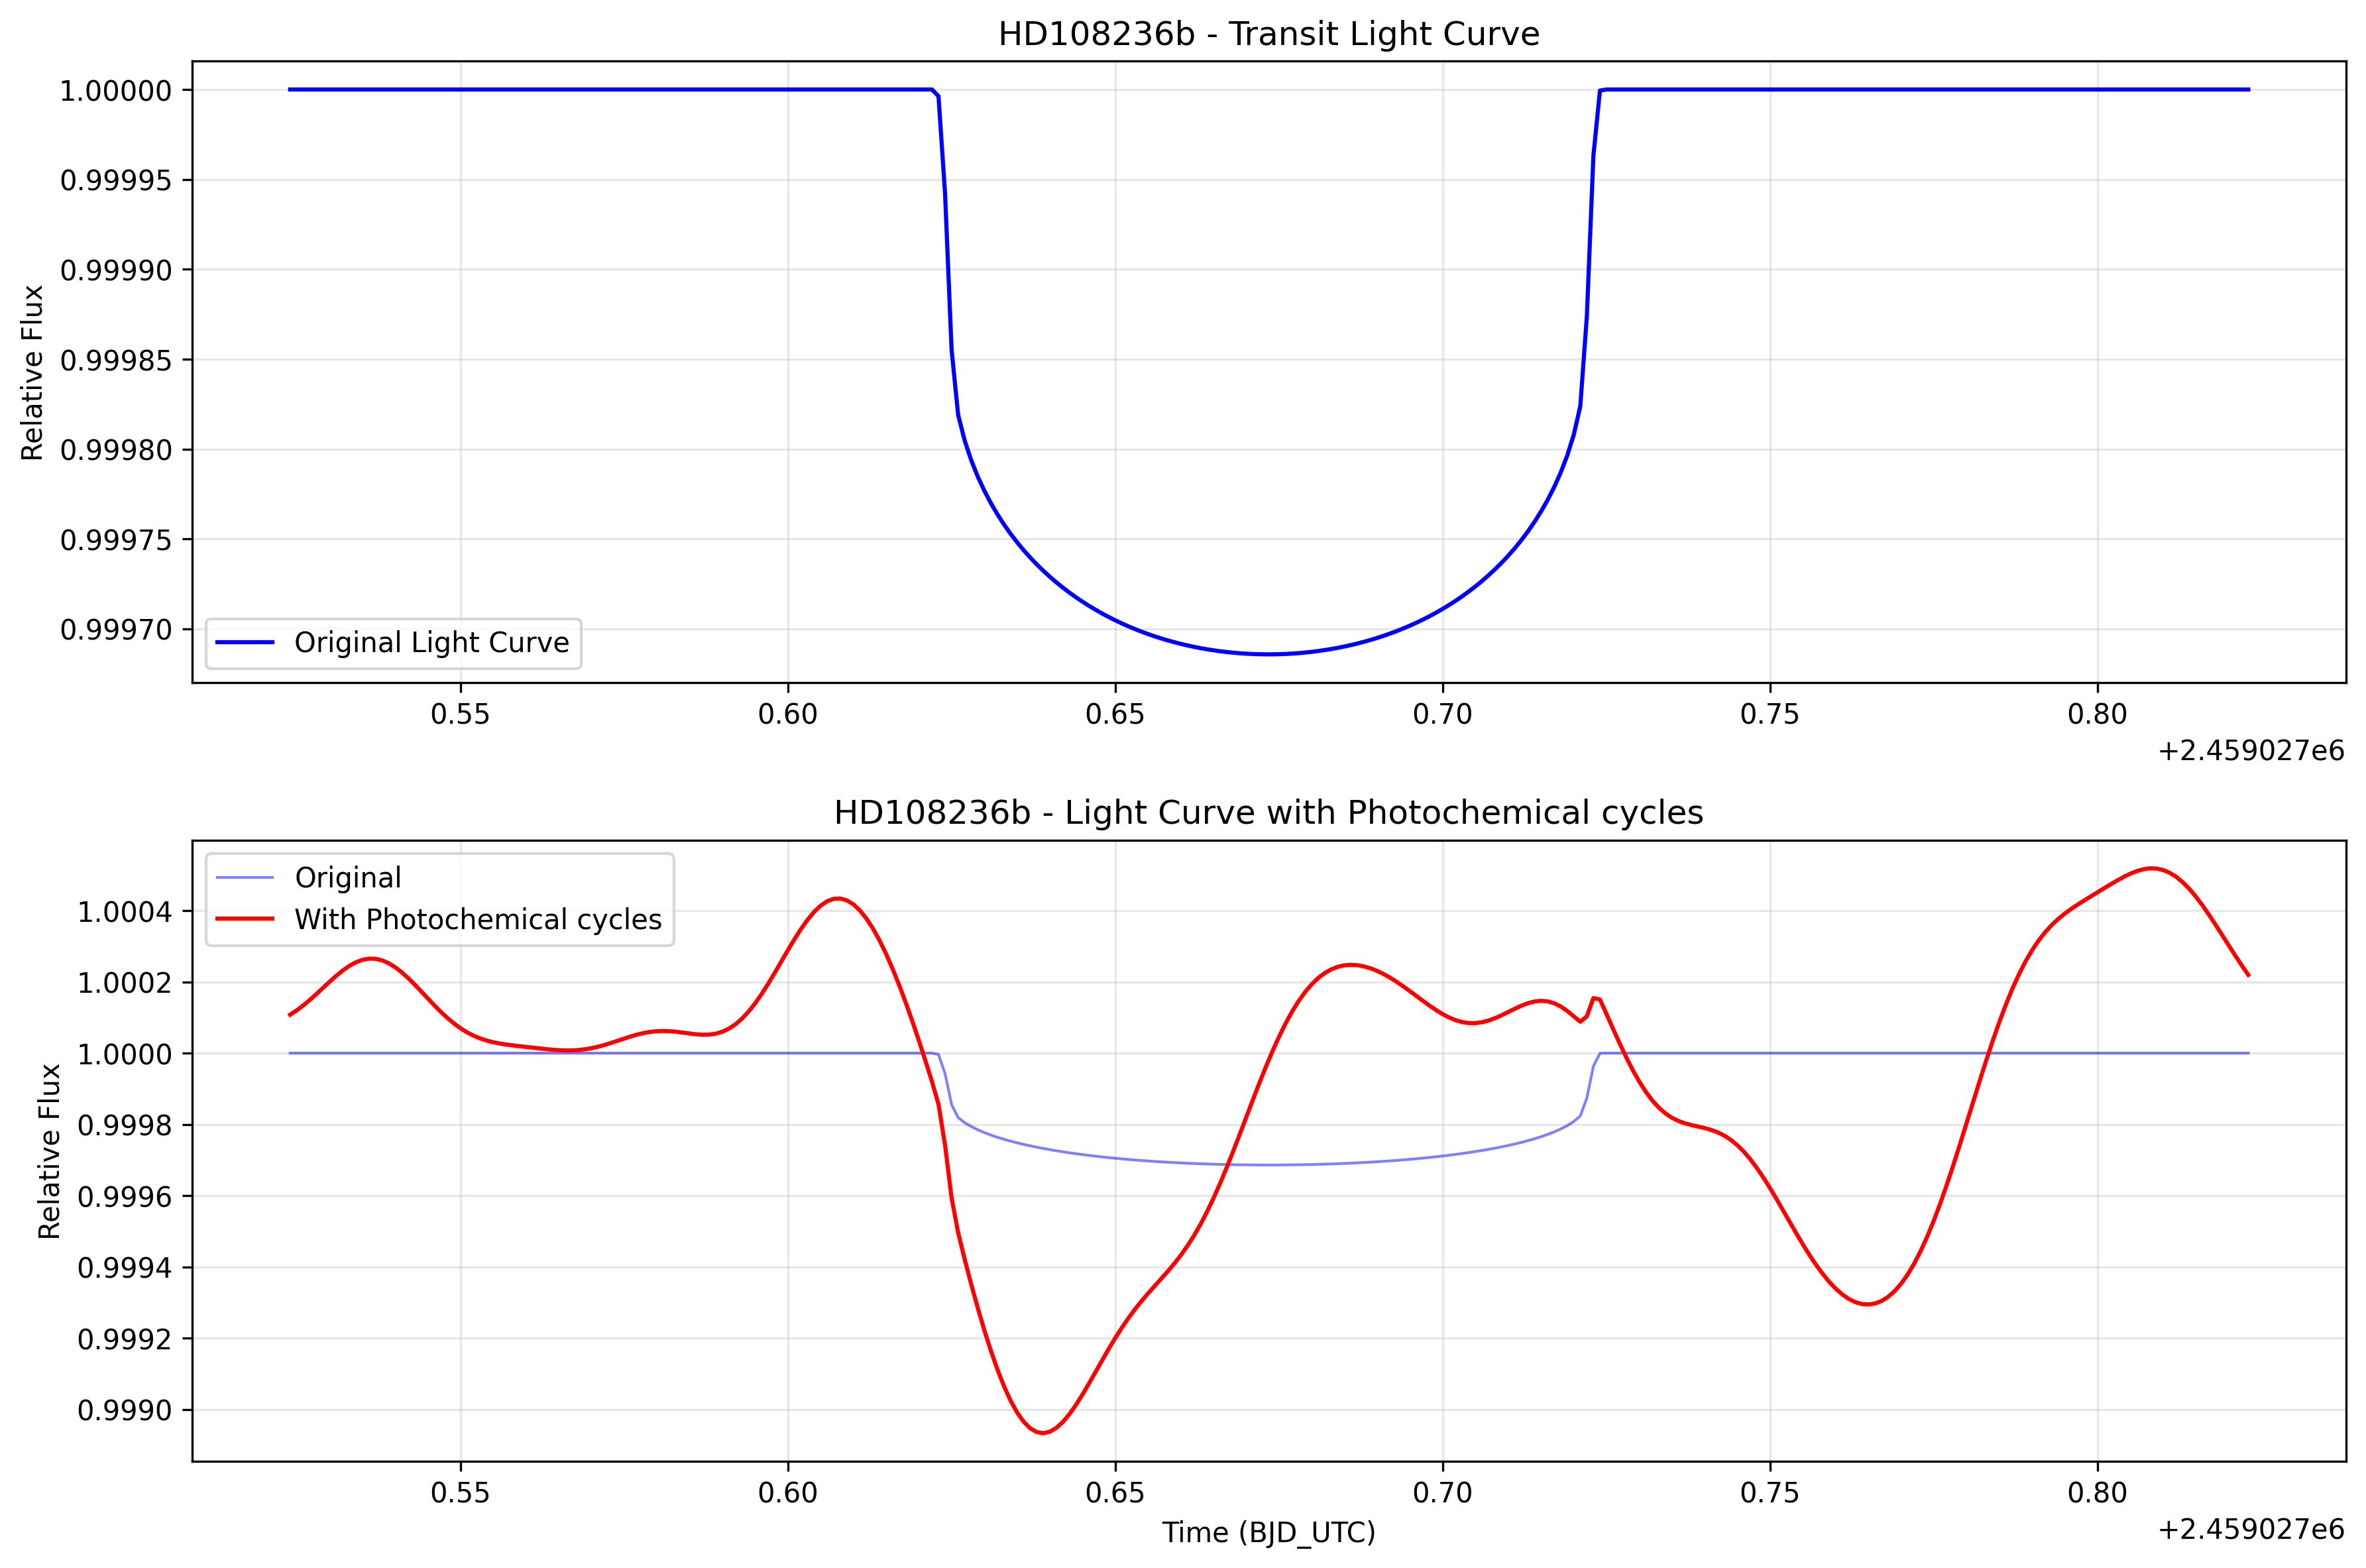 HD108236b - Transit Light Curve
Relative Flux
1.00000
0.99995
0.99990
0.99985
0.99980
0.99975
0.99970
Original Light Curve
0.55 0.60 0.65 0.70 0.75 0.80
+2.459027e6
HD108236b - Light Curve with Photochemical cycles
Relative Flux
Original
With Photochemical cycles
1.0004
1.0002
1.0000
0.9998
0.9996
0.9994
0.9992
0.9990
0.55 0.60 0.65 0.70 0.75 0.80
Time (BJD_UTC)
+2.459027e6